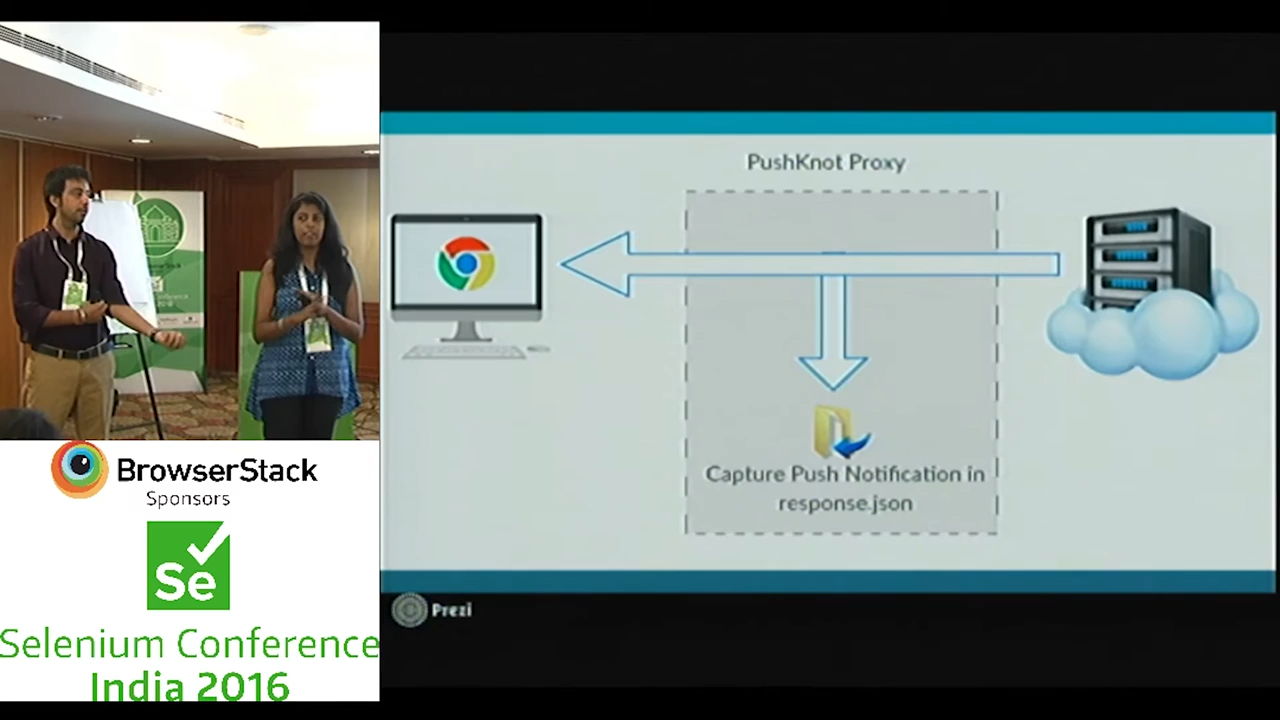 PushKnot Proxy
Capture Push Notification in
response.json
Prezi
BrowserStack
Sponsors
Se
Selenium Conference
India 2016